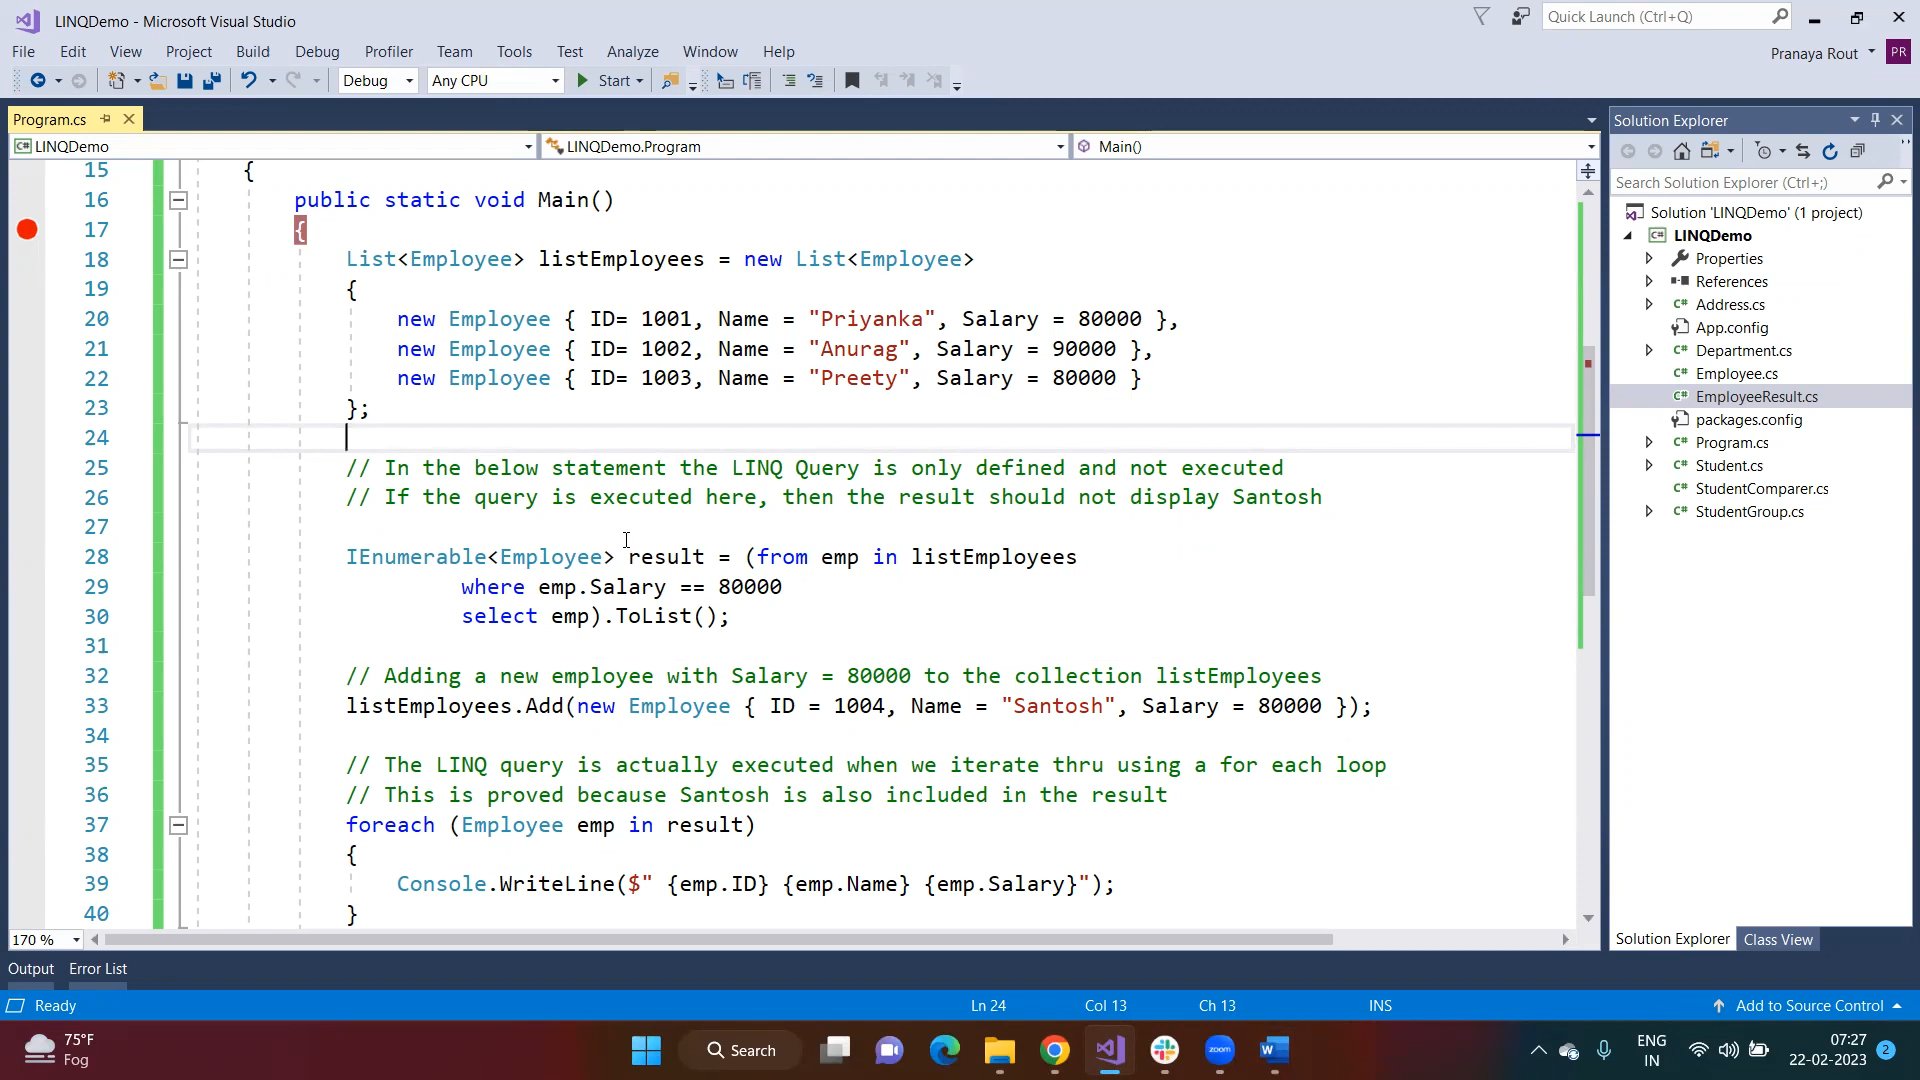 LINQDemo - Microsoft Visual Studio
Quick Launch (Ctrl+Q)
File Edit View Project Build Debug Profiler Team Tools Test Analyze Window Help
Pranaya Rout PR
Debug Any CPU Start
Program.cs
LINQDemo LINQDemo.Program Main()
15 {
16 public static void Main()
17 {
18 List<Employee> listEmployees = new List<Employee>
19 {
20 new Employee { ID= 1001, Name = "Priyanka", Salary = 80000 },
21 new Employee { ID= 1002, Name = "Anurag", Salary = 90000 },
22 new Employee { ID= 1003, Name = "Preety", Salary = 80000 }
23 };
24
25 // In the below statement the LINQ Query is only defined and not executed
26 // If the query is executed here, then the result should not display Santosh
27
28 IEnumerable<Employee> result = (from emp in listEmployees
29 where emp.Salary == 80000
30 select emp).ToList();
31
32 // Adding a new employee with Salary = 80000 to the collection listEmployees
33 listEmployees.Add(new Employee { ID = 1004, Name = "Santosh", Salary = 80000 });
34
35 // The LINQ query is actually executed when we iterate thru using a for each loop
36 // This is proved because Santosh is also included in the result
37 foreach (Employee emp in result)
38 {
39 Console.WriteLine($" {emp.ID} {emp.Name} {emp.Salary}");
40 }
170 %
Solution Explorer
Search Solution Explorer (Ctrl+;)
Solution 'LINQDemo' (1 project)
C# LINQDemo
Properties
References
C# Address.cs
App.config
C# Department.cs
C# Employee.cs
C# EmployeeResult.cs
packages.config
C# Program.cs
C# Student.cs
C# StudentComparer.cs
C# StudentGroup.cs
Solution Explorer Class View
Output Error List
Ready Ln 24 Col 13 Ch 13 INS Add to Source Control
75°F
Fog
Search
zoom
W
ENG
IN
07:27
22-02-2023
2